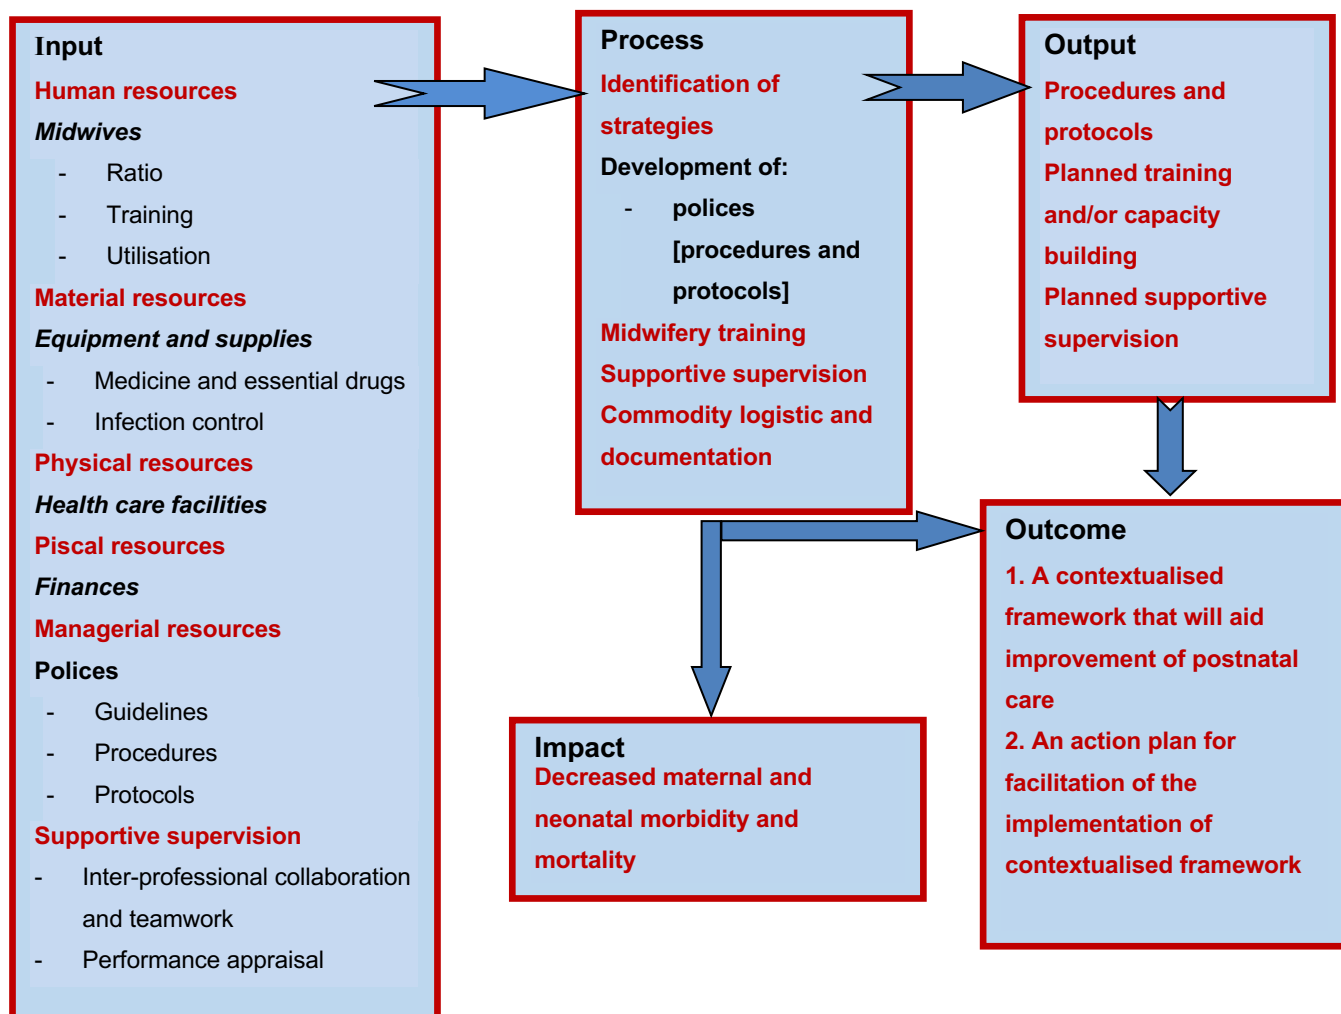 Input
Human resources
Midwives
- Ratio
- Training
- Utilisation
Material resources
Equipment and supplies
- Medicine and essential drugs
- Infection control
Physical resources
Health care facilities
Piscal resources
Finances
Managerial resources
Polices
- Guidelines
- Procedures
- Protocols
Supportive supervision
- Inter-professional collaboration
and teamwork
- Performance appraisal
Process
Identification of
strategies
Development of:
- polices
[procedures and
protocols]
Midwifery training
Supportive supervision
Commodity logistic and
documentation
Output
Procedures and
protocols
Planned training
and/or capacity
building
Planned supportive
supervision
Outcome
1. A contextualised
framework that will aid
improvement of postnatal
care
2. An action plan for
facilitation of the
implementation of
contextualised framework
Impact
Decreased maternal and
neonatal morbidity and
mortality